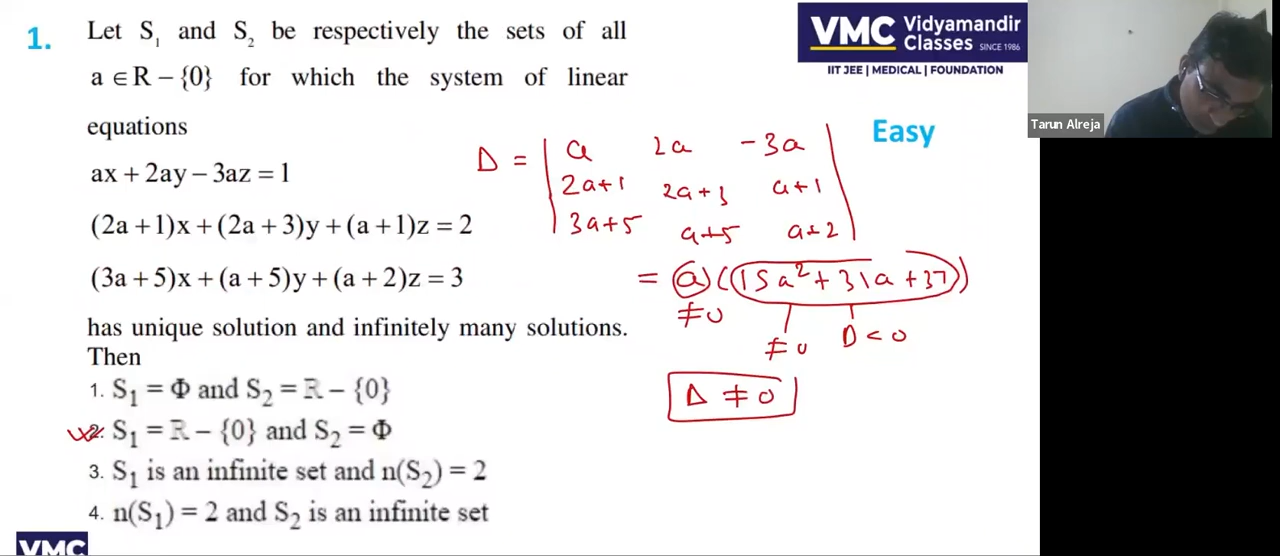 1.
Let S₁ and S₂ be respectively the sets of all
a ∈ R − {0} for which the system of linear
equations
ax + 2ay − 3az = 1
(2a + 1)x + (2a + 3)y + (a + 1)z = 2
(3a + 5)x + (a + 5)y + (a + 2)z = 3
has unique solution and infinitely many solutions.
Then
1. S₁ = Φ and S₂ = ℝ − {0}
2. S₁ = ℝ − {0} and S₂ = Φ
3. S₁ is an infinite set and n(S₂) = 2
4. n(S₁) = 2 and S₂ is an infinite set
VMC
VMC Vidyamandir
Classes SINCE 1986
IIT JEE | MEDICAL | FOUNDATION
Easy
Δ = | a 2a −3a |
| 2a+1 2a+3 a+1 |
| 3a+5 a+5 a+2 |
= a (15a² + 31a + 37)
≠0
≠0 D<0
Δ ≠ 0
Tarun Alreja